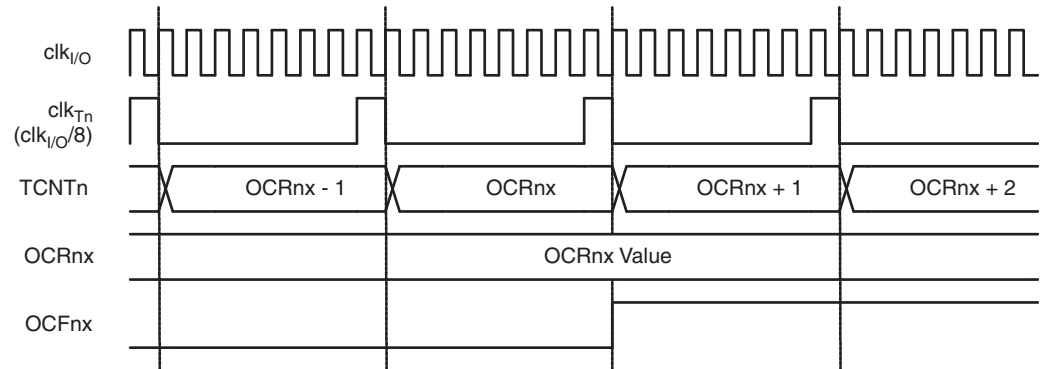 clkI/O
clkTn
(clkI/O/8)
TCNTn OCRnx - 1 OCRnx OCRnx + 1 OCRnx + 2
OCRnx OCRnx Value
OCFnx